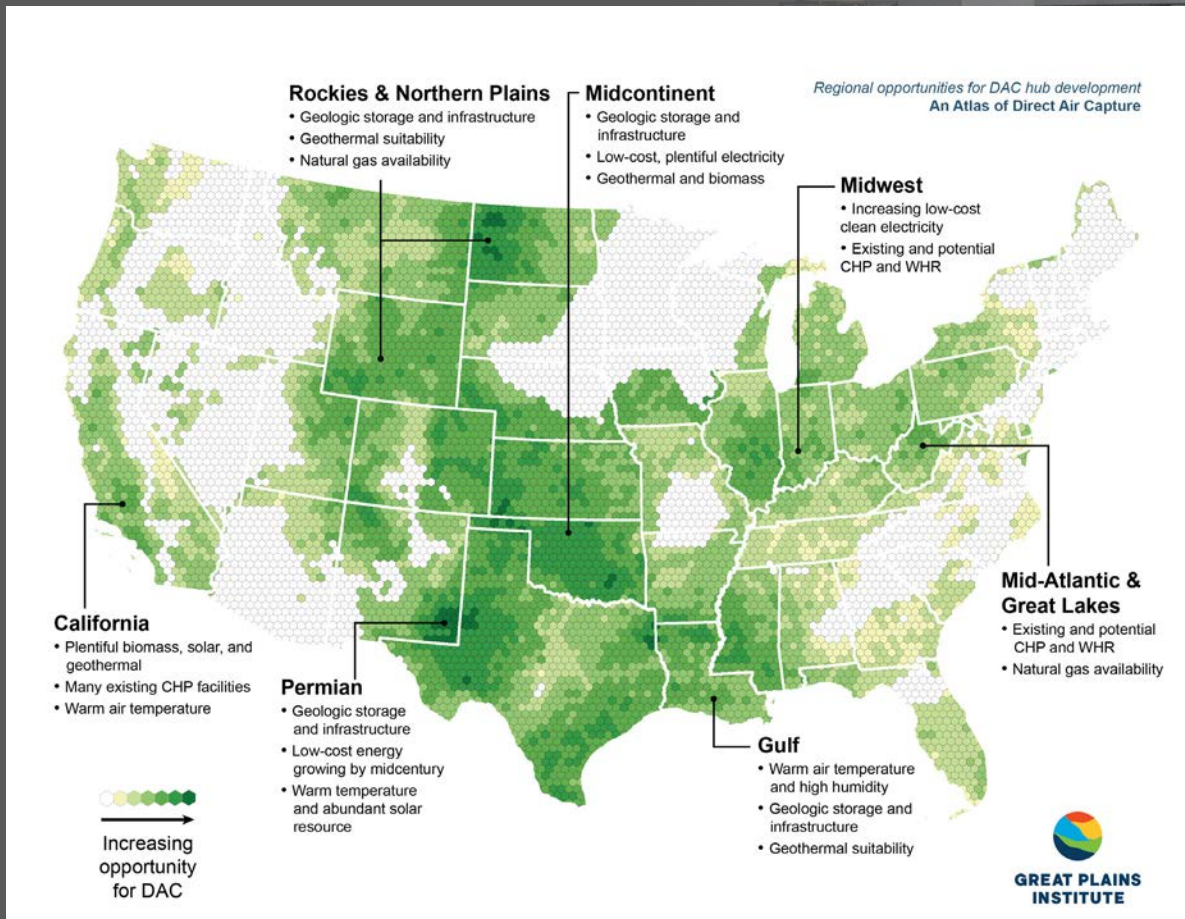 Regional opportunities for DAC hub development
An Atlas of Direct Air Capture
Rockies & Northern Plains
• Geologic storage and infrastructure
• Geothermal suitability
• Natural gas availability
Midcontinent
• Geologic storage and
infrastructure
• Low-cost, plentiful electricity
• Geothermal and biomass
Midwest
• Increasing low-cost
clean electricity
• Existing and potential
CHP and WHR
California
• Plentiful biomass, solar, and
geothermal
• Many existing CHP facilities
• Warm air temperature
Permian
• Geologic storage
and infrastructure
• Low-cost energy
growing by midcentury
• Warm temperature
and abundant solar
resource
Gulf
• Warm air temperature
and high humidity
• Geologic storage and
infrastructure
• Geothermal suitability
Mid-Atlantic &
Great Lakes
• Existing and potential
CHP and WHR
• Natural gas availability
Increasing
opportunity
for DAC
GREAT PLAINS
INSTITUTE